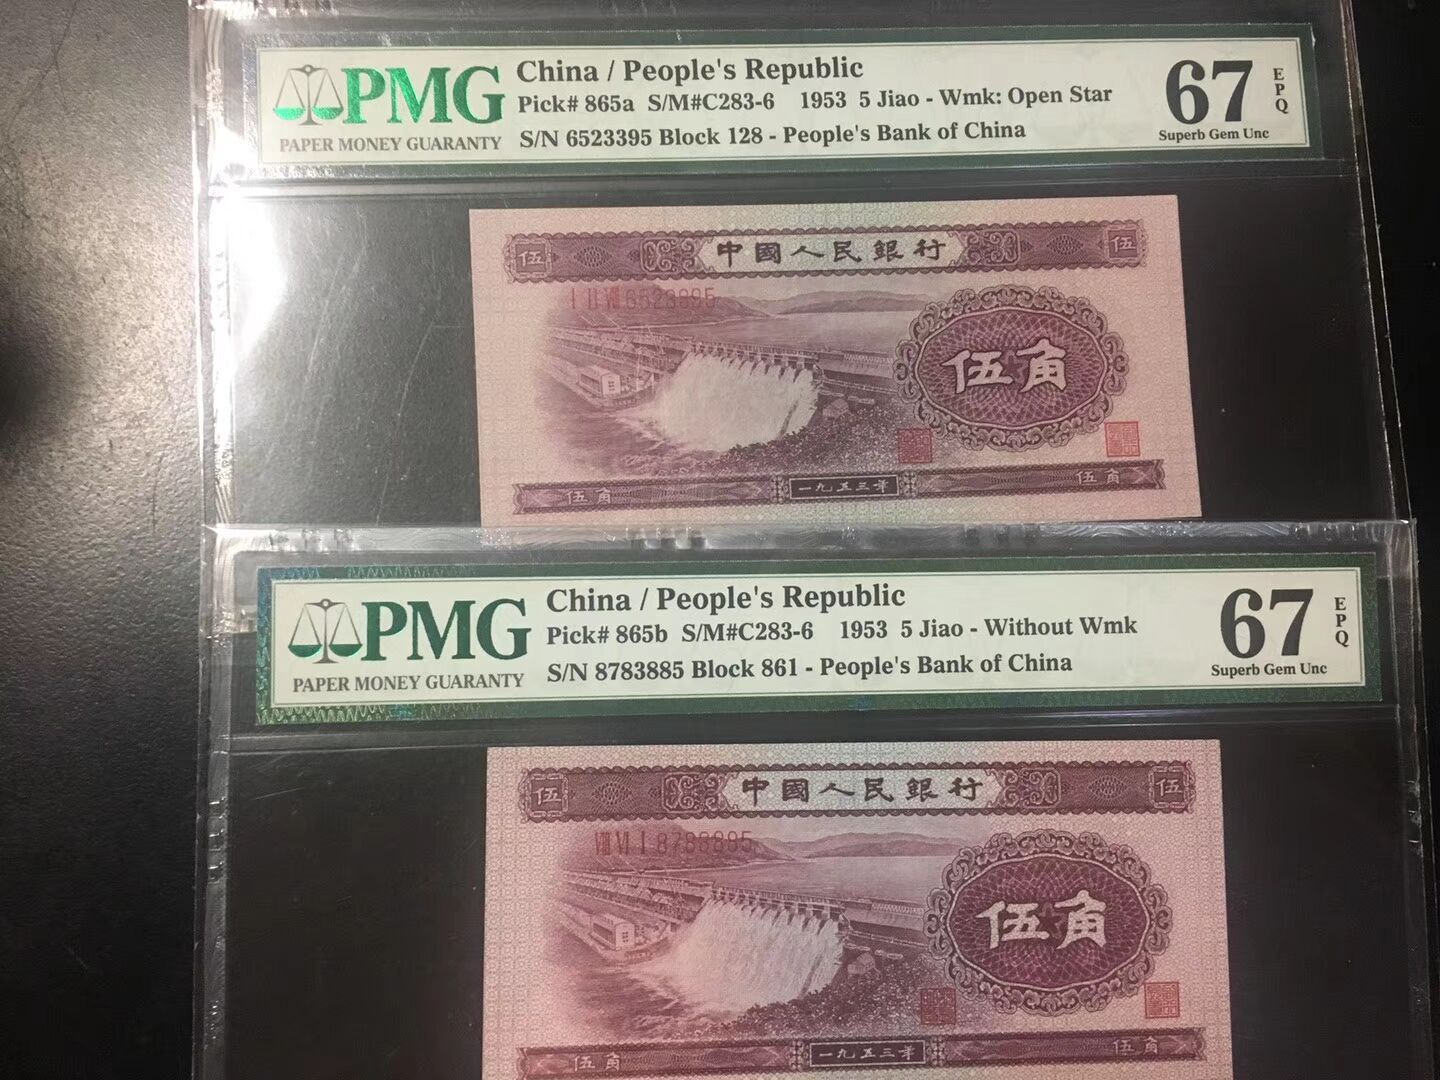 PMG
PAPER MONEY GUARANTY
China / People's Republic
Pick# 865a S/M#C283-6 1953 5 Jiao - Wmk: Open Star
S/N 6523395 Block 128 - People's Bank of China
67
EPQ
Superb Gem Unc
伍 中國人民銀行 伍
I II VIII 6523395
伍角
伍角 一九五三年 伍角
PMG
PAPER MONEY GUARANTY
China / People's Republic
Pick# 865b S/M#C283-6 1953 5 Jiao - Without Wmk
S/N 8783885 Block 861 - People's Bank of China
67
EPQ
Superb Gem Unc
伍 中國人民銀行 伍
VIII VI I
伍角
伍角 一九五三年 伍角